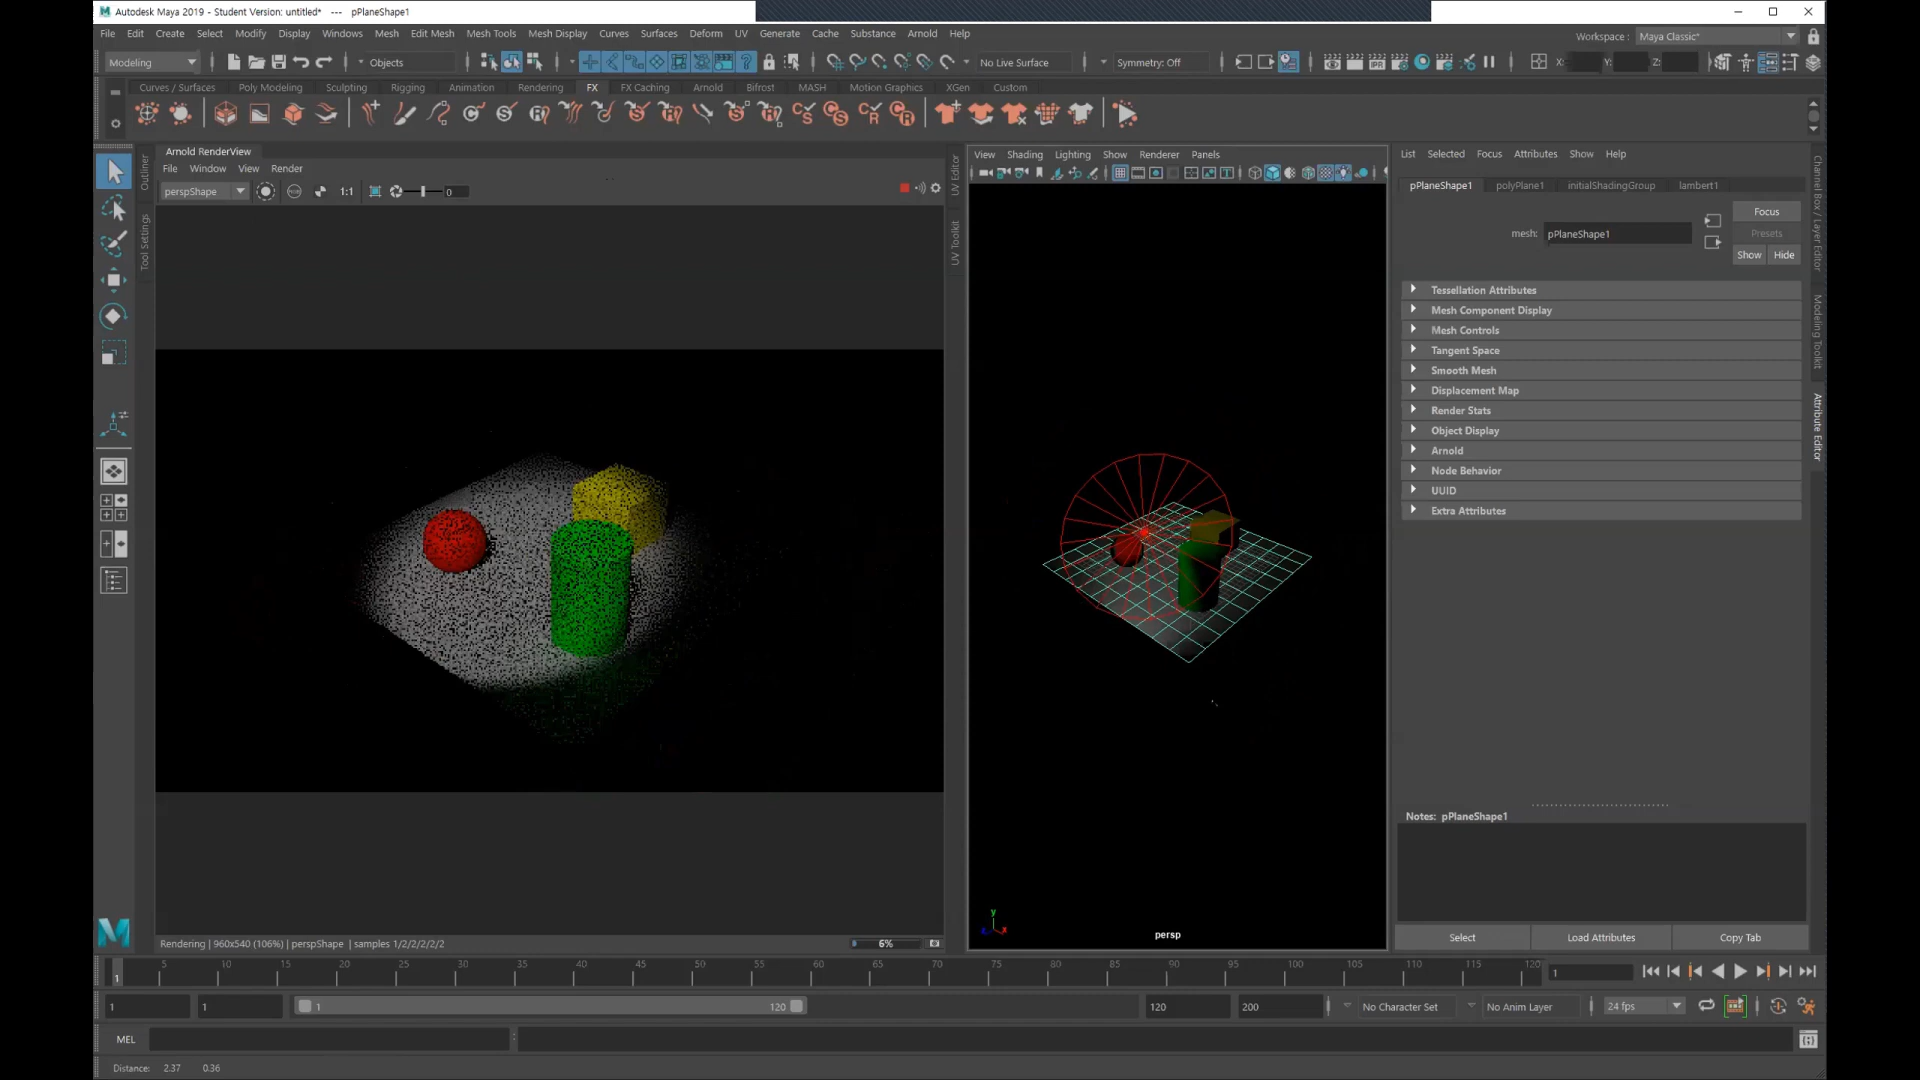 Autodesk Maya 2019 - Student Version: untitled* --- pPlaneShape1
File Edit Create Select Modify Display Windows Mesh Edit Mesh Mesh Tools Mesh Display Curves Surfaces Deform UV Generate Cache Substance Arnold Help
Workspace : Maya Classic*
Modeling Objects No Live Surface Symmetry: Off X: Y: Z:
Curves / Surfaces Poly Modeling Sculpting Rigging Animation Rendering FX FX Caching Arnold Bifrost MASH Motion Graphics XGen Custom
Arnold RenderView
File Window View Render
perspShape 1:1 0
Outliner
Tool Settings
UV Editor
UV Toolkit
View Shading Lighting Show Renderer Panels
persp
y
List Selected Focus Attributes Show Help
pPlaneShape1 polyPlane1 initialShadingGroup lambert1
Focus
mesh: pPlaneShape1
Presets
Show Hide
Tessellation Attributes
Mesh Component Display
Mesh Controls
Tangent Space
Smooth Mesh
Displacement Map
Render Stats
Object Display
Arnold
Node Behavior
UUID
Extra Attributes
Channel Box / Layer Editor
Modeling Toolkit
Attribute Editor
Notes: pPlaneShape1
Select Load Attributes Copy Tab
Rendering | 960x540 (106%) | perspShape | samples 1/2/2/2/2/2
6%
1 5 10 15 20 25 30 35 40 45 50 55 60 65 70 75 80 85 90 95 100 105 110 115 120 1
1 1 1 120 120 200 No Character Set No Anim Layer 24 fps
MEL
Distance: 2.37 0.36